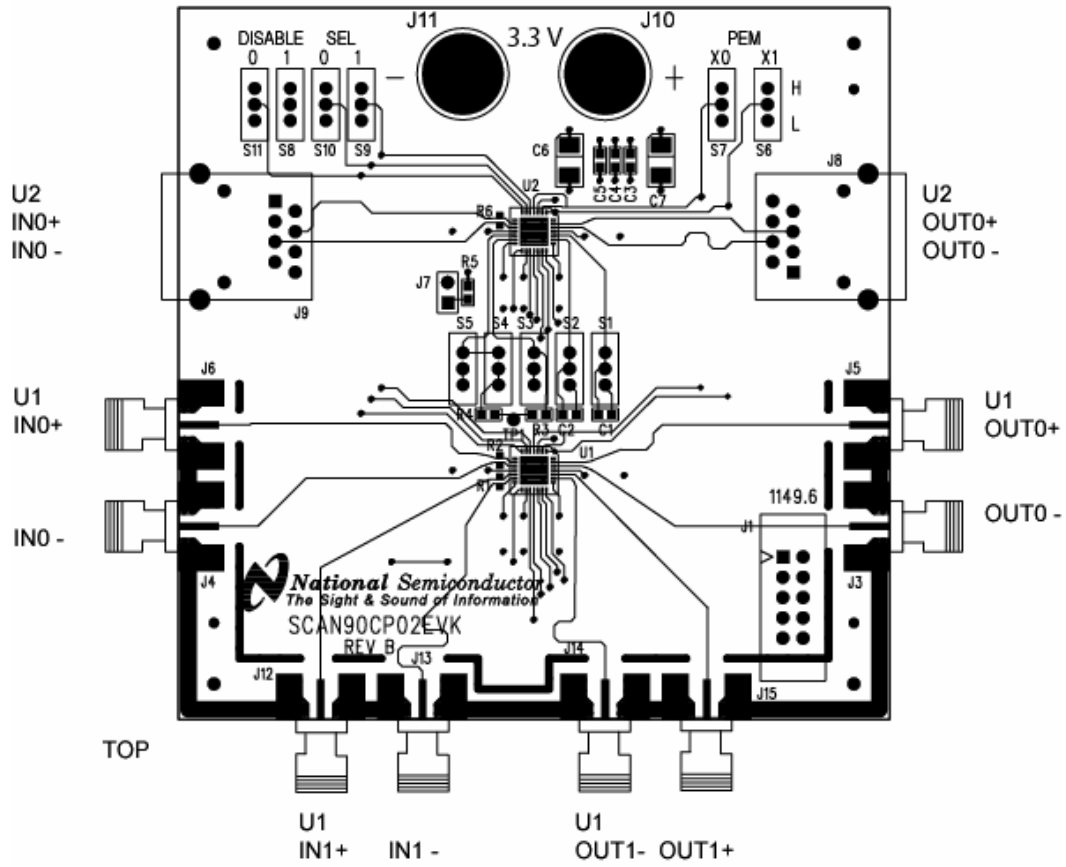 J11 J10
3.3 V
DISABLE SEL PEM
0 1 0 1 X0 X1
- +
H
L
S11 S8 S10 S9 S7 S6
C6 C5 C4 C3 C7
J8
U2
IN0+
IN0 -
U2
R6
U2
OUT0+
OUT0 -
J9
J7 R5
S5 S4 S3 S2 S1
J6 J5
U1
IN0+
U1
OUT0+
R4 TP1 R3 C2 C1
R2 U1
R1
1149.6
J1
IN0 -
OUT0 -
J4 J3
National Semiconductor
The Sight & Sound of Information
SCAN90CP02EVK
REV B
J12 J13 J14 J15
TOP
U1
IN1+ IN1 -
U1
OUT1- OUT1+